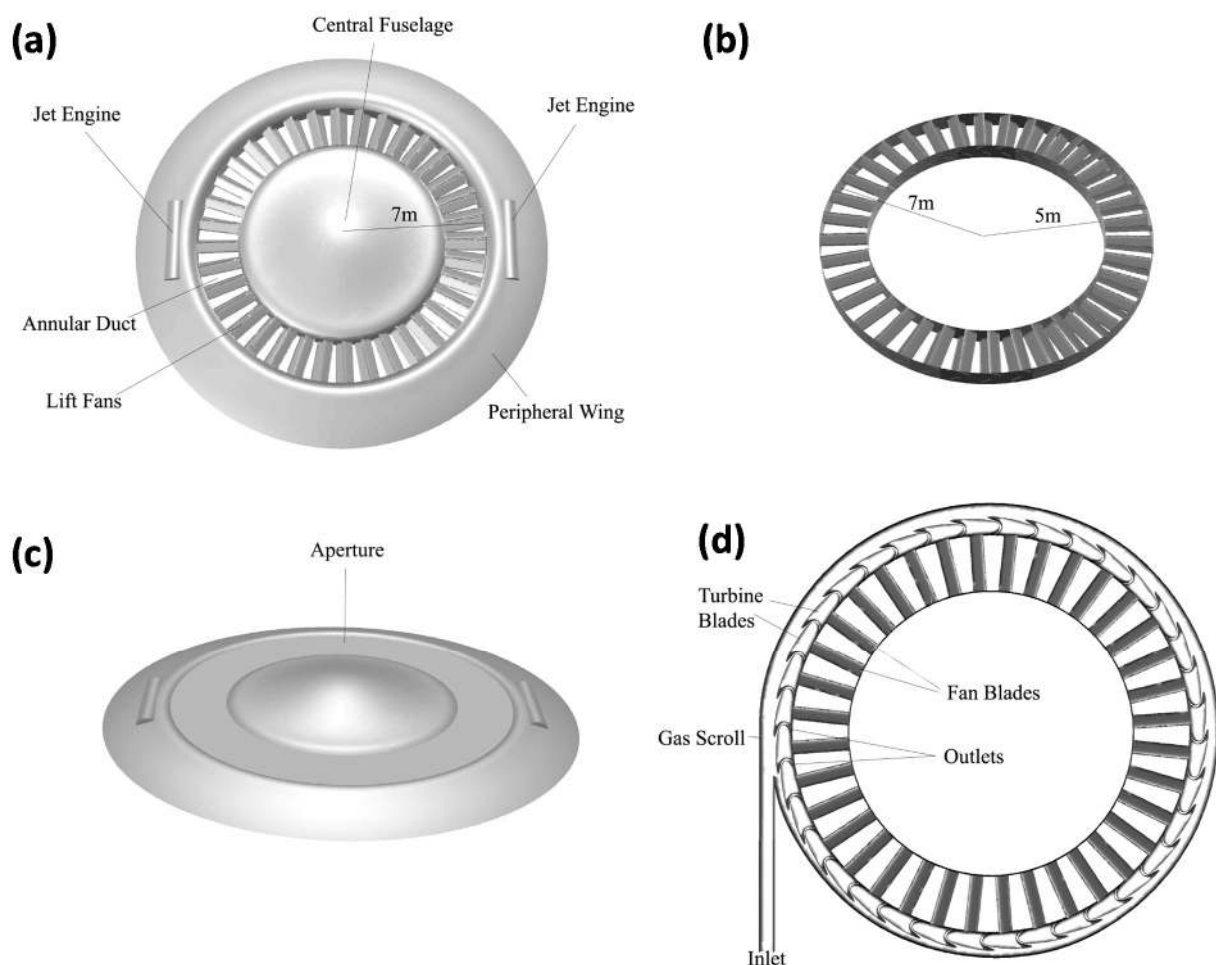 (a)
Central Fuselage
Jet Engine
Jet Engine
7m
Annular Duct
Lift Fans
Peripheral Wing
(b)
7m
5m
(c)
Aperture
(d)
Turbine
Blades
Fan Blades
Gas Scroll
Outlets
Inlet